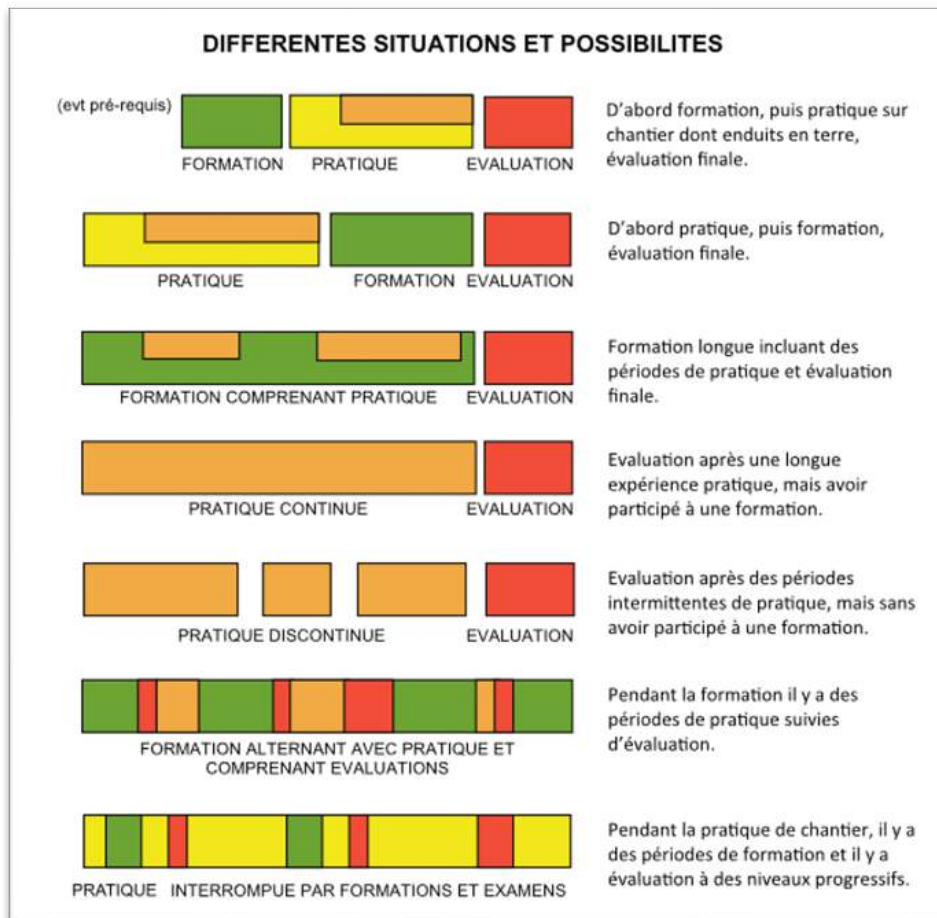 DIFFERENTES SITUATIONS ET POSSIBILITES
(evt pré-requis)
FORMATION
PRATIQUE
EVALUATION
D'abord formation, puis pratique sur
chantier dont enduits en terre,
évaluation finale.
PRATIQUE
FORMATION
EVALUATION
D'abord pratique, puis formation,
évaluation finale.
FORMATION COMPRENANT PRATIQUE
EVALUATION
Formation longue incluant des
périodes de pratique et évaluation
finale.
PRATIQUE CONTINUE
EVALUATION
Evaluation après une longue
expérience pratique, mais avoir
participé à une formation.
PRATIQUE DISCONTINUE
EVALUATION
Evaluation après des périodes
intermittentes de pratique, mais sans
avoir participé à une formation.
FORMATION ALTERNANT AVEC PRATIQUE ET
COMPRENANT EVALUATIONS
Pendant la formation il y a des
périodes de pratique suivies
d'évaluation.
PRATIQUE INTERROMPUE PAR FORMATIONS ET EXAMENS
Pendant la pratique de chantier, il y a
des périodes de formation et il y a
évaluation à des niveaux progressifs.